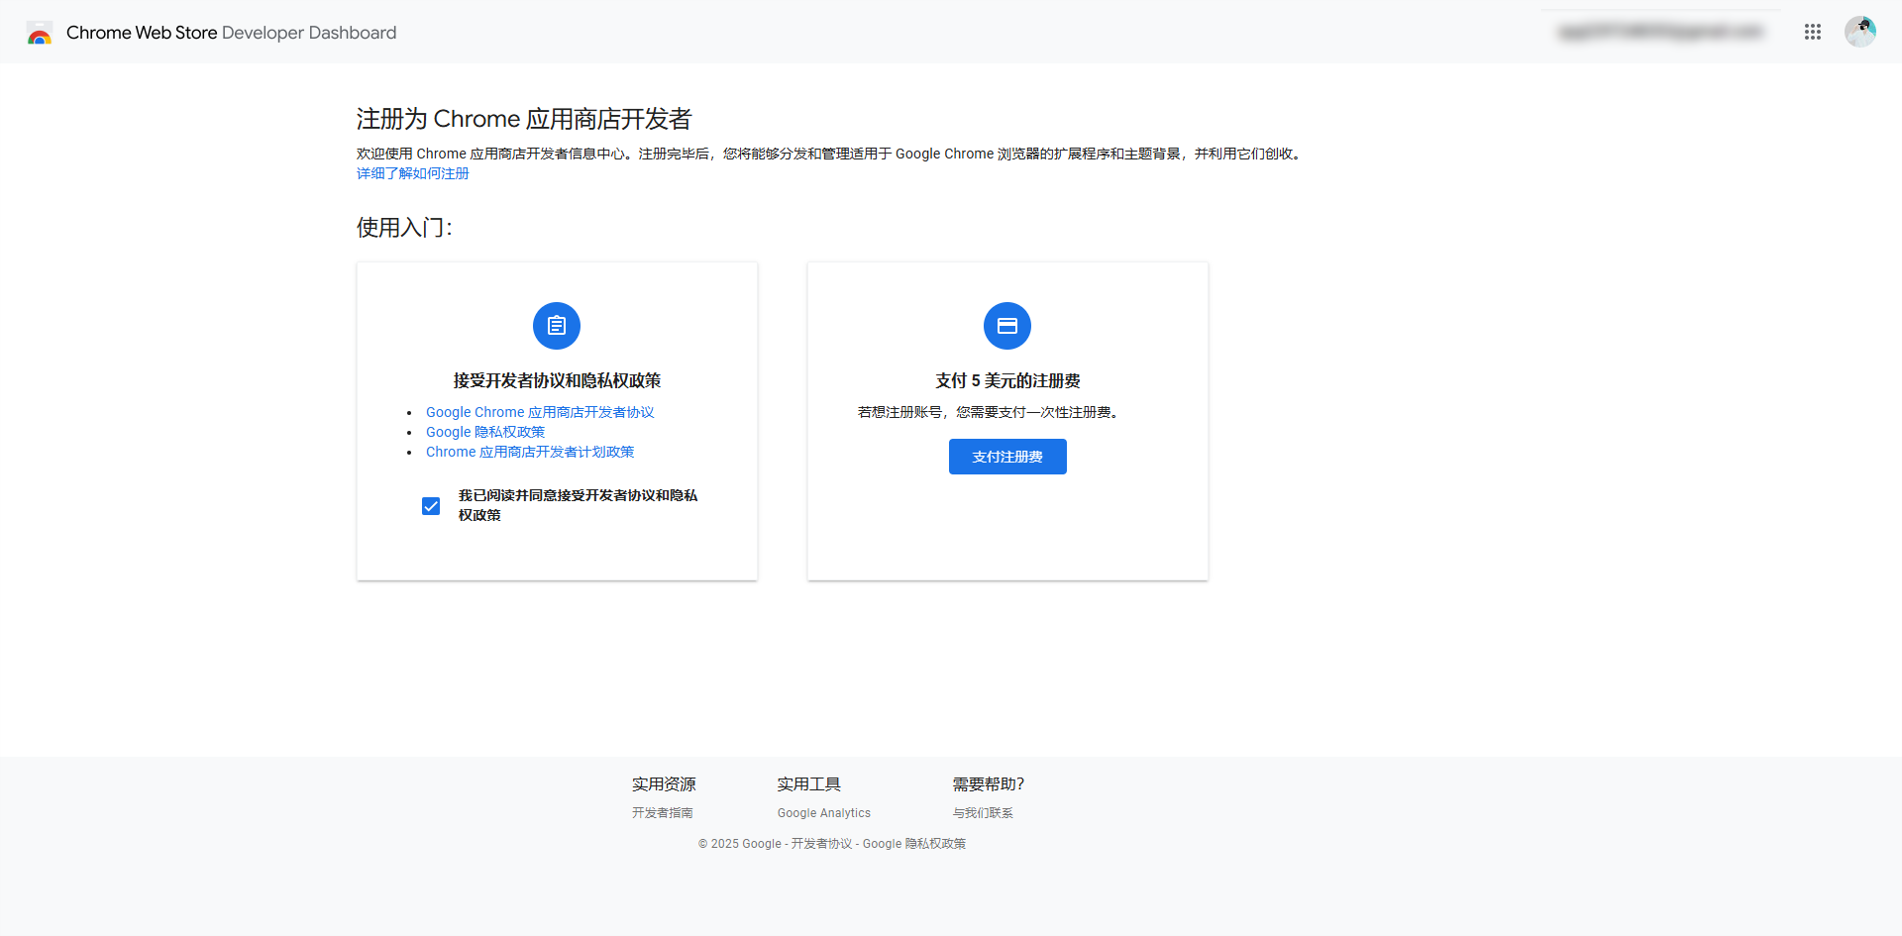 Chrome Web Store Developer Dashboard
注册为 Chrome 应用商店开发者
欢迎使用 Chrome 应用商店开发者信息中心。注册完毕后，您将能够分发和管理适用于 Google Chrome 浏览器的扩展程序和主题背景，并利用它们创收。
详细了解如何注册
使用入门：
接受开发者协议和隐私权政策
Google Chrome 应用商店开发者协议
Google 隐私权政策
Chrome 应用商店开发者计划政策
我已阅读并同意接受开发者协议和隐私
权政策
支付 5 美元的注册费
若想注册账号，您需要支付一次性注册费。
支付注册费
实用资源
开发者指南
实用工具
Google Analytics
需要帮助？
与我们联系
© 2025 Google - 开发者协议 - Google 隐私权政策